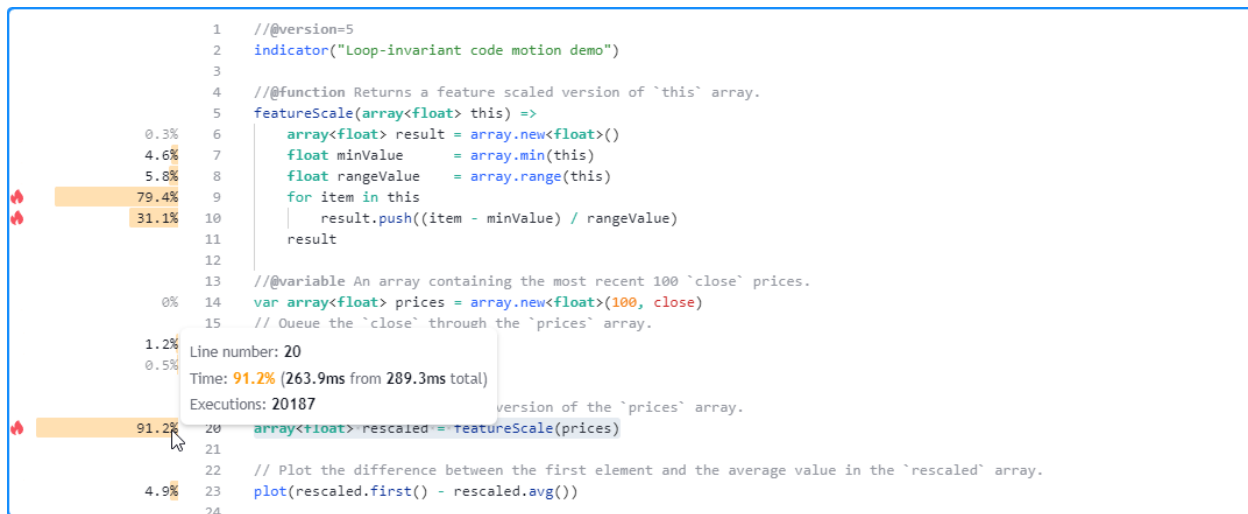 1 //@version=5
2 indicator("Loop-invariant code motion demo")
3
4 //@function Returns a feature scaled version of `this` array.
5 featureScale(array<float> this) =>
0.3% 6 array<float> result = array.new<float>()
4.6% 7 float minValue = array.min(this)
5.8% 8 float rangeValue = array.range(this)
79.4% 9 for item in this
31.1% 10 result.push((item - minValue) / rangeValue)
11 result
12
13 //@variable An array containing the most recent 100 `close` prices.
0% 14 var array<float> prices = array.new<float>(100, close)
15 // Queue the `close` through the `prices` array.
1.2%
0.5%
Line number: 20
Time: 91.2% (263.9ms from 289.3ms total)
Executions: 20187
version of the `prices` array.
91.2% 20 array<float> rescaled = featureScale(prices)
21
22 // Plot the difference between the first element and the average value in the `rescaled` array.
4.9% 23 plot(rescaled.first() - rescaled.avg())
24